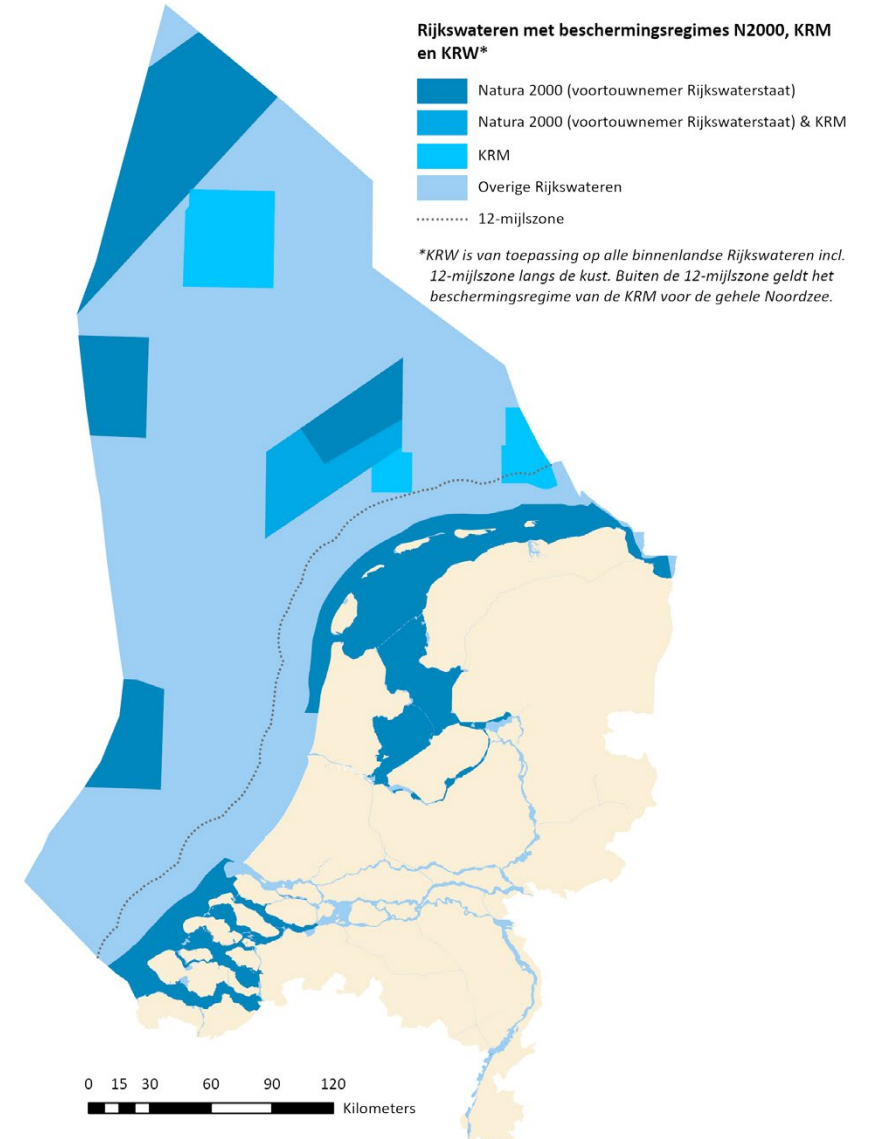 Rijkswateren met beschermingsregimes N2000, KRM
en KRW*
Natura 2000 (voortouwnemer Rijkswaterstaat)
Natura 2000 (voortouwnemer Rijkswaterstaat) & KRM
KRM
Overige Rijkswateren
12-mijlszone
*KRW is van toepassing op alle binnenlandse Rijkswateren incl.
12-mijlszone langs de kust. Buiten de 12-mijlszone geldt het
beschermingsregime van de KRM voor de gehele Noordzee.
0 15 30 60 90 120
Kilometers